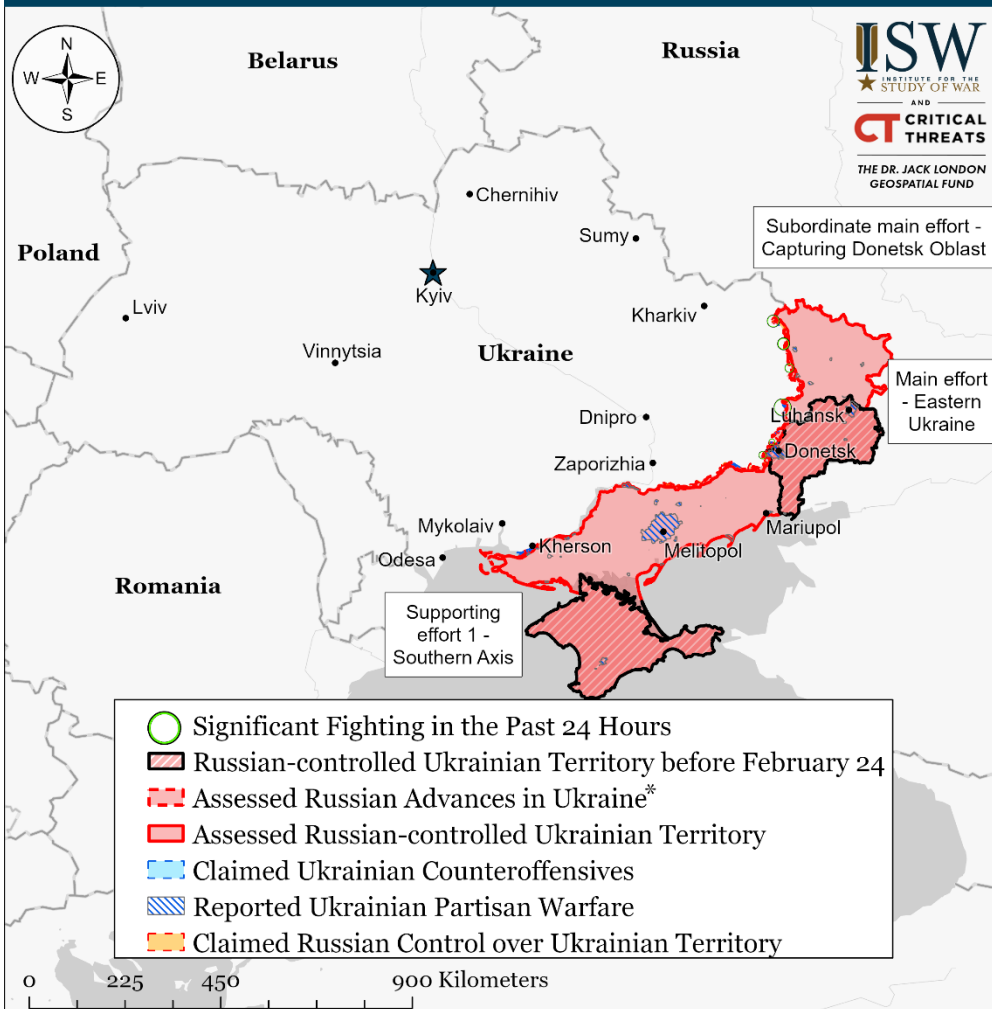 N
W
E
S
Belarus
Russia
ISW
INSTITUTE FOR THE
STUDY OF WAR
AND
CT CRITICAL
THREATS
THE DR. JACK LONDON
GEOSPATIAL FUND
Chernihiv
Sumy
Subordinate main effort -
Capturing Donetsk Oblast
Poland
Kyiv
Lviv
Kharkiv
Vinnytsia
Ukraine
Main effort
- Eastern
Ukraine
Dnipro
Luhansk
Donetsk
Zaporizhia
Mykolaiv
Mariupol
Kherson
Melitopol
Odesa
Romania
Supporting
effort 1 -
Southern Axis
Significant Fighting in the Past 24 Hours
Russian-controlled Ukrainian Territory before February 24
Assessed Russian Advances in Ukraine*
Assessed Russian-controlled Ukrainian Territory
Claimed Ukrainian Counteroffensives
Reported Ukrainian Partisan Warfare
Claimed Russian Control over Ukrainian Territory
0 225 450 900 Kilometers